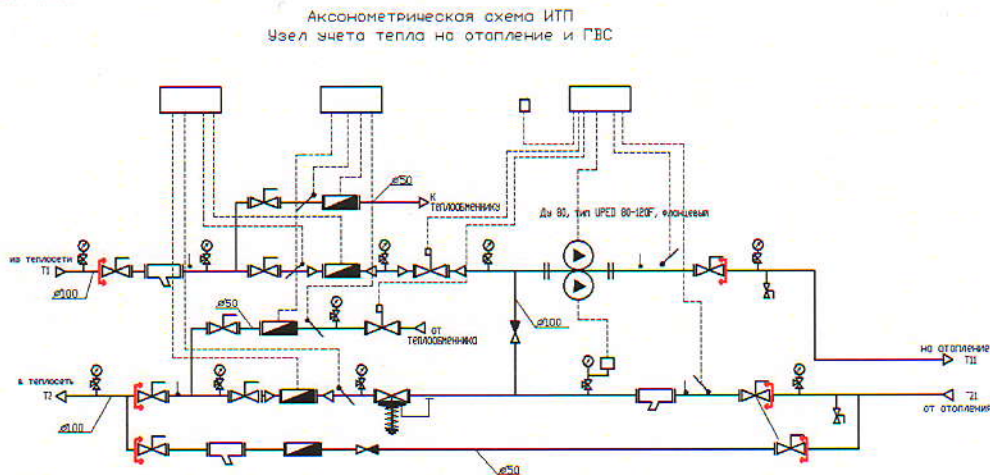 Аксонометрическая схема ИТП
Узел учета тепла на отопление и ГВС
ø50
К
ТЕПЛООБМЕННИКУ
Ду 80, тип UPED 80-120F, фланцевый
из теплосети
Т1
ø100
ø50
ОТ
ТЕПЛООБМЕННИКА
ø100
на отопление
Т11
в теплосеть
Т2
Т21
от отопления
ø100
ø50